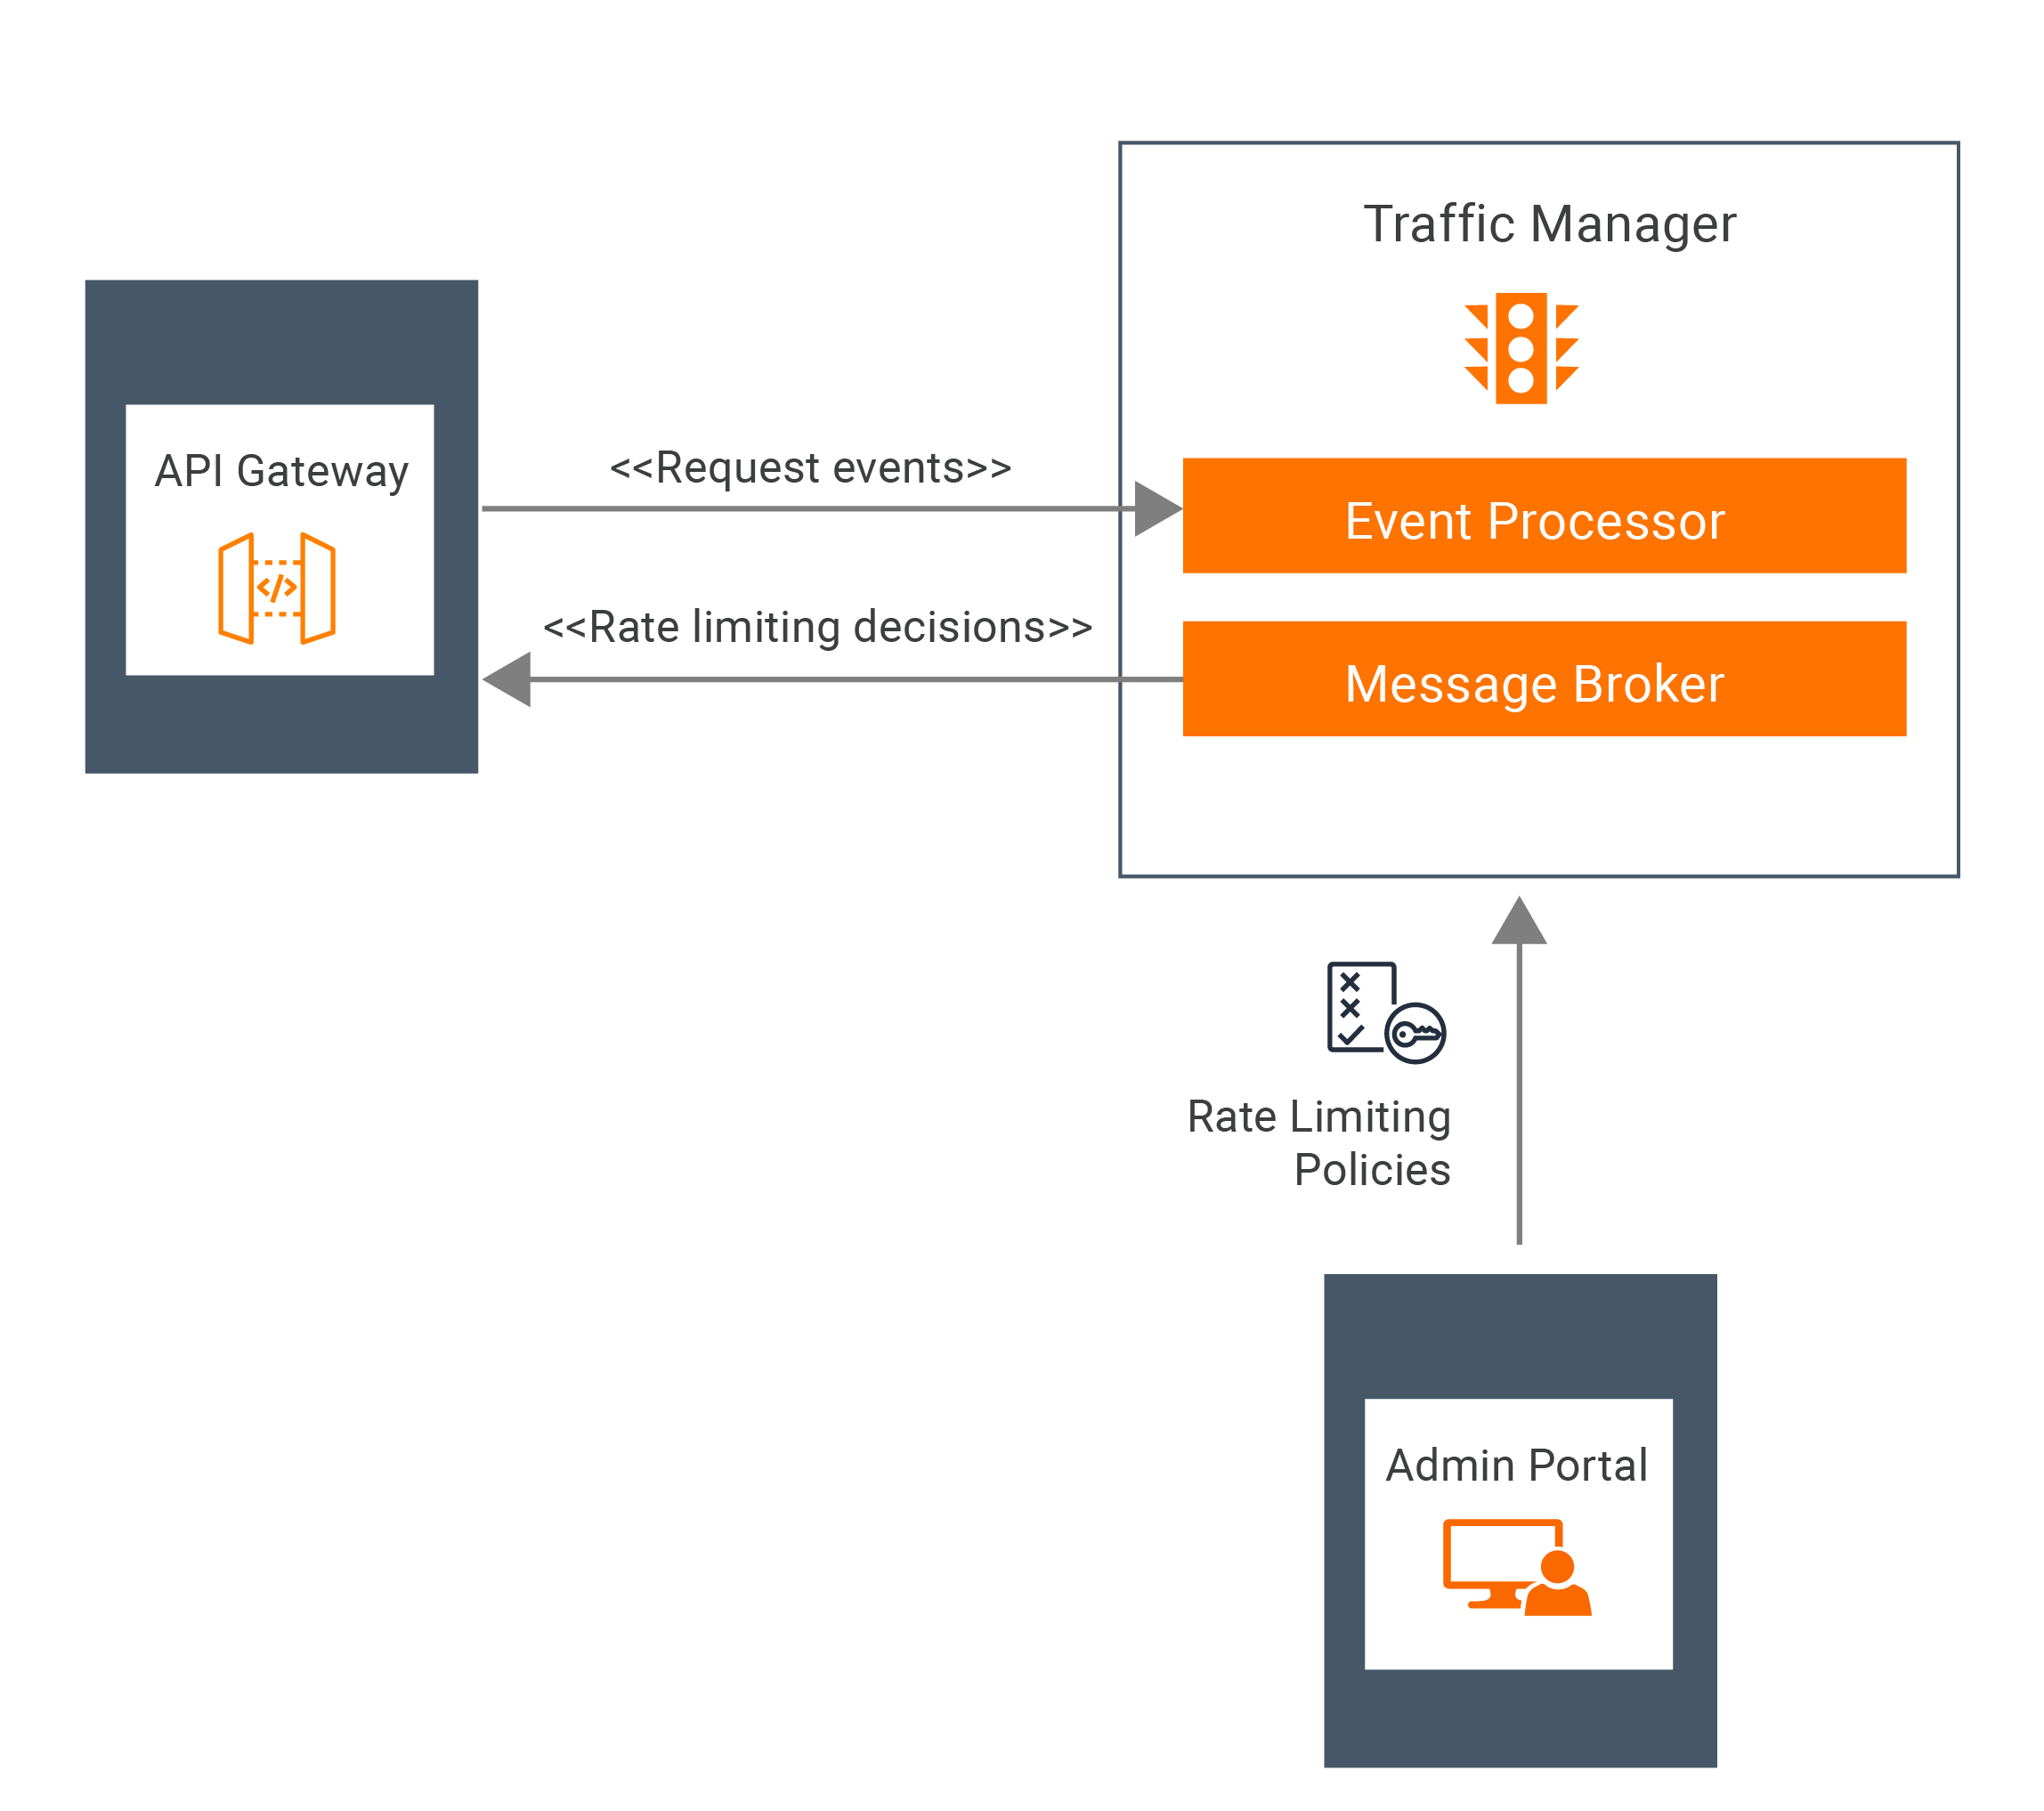 Traffic Manager
API Gateway
</>
<<Request events>>
Event Processor
<<Rate limiting decisions>>
Message Broker
Rate Limiting
Policies
Admin Portal